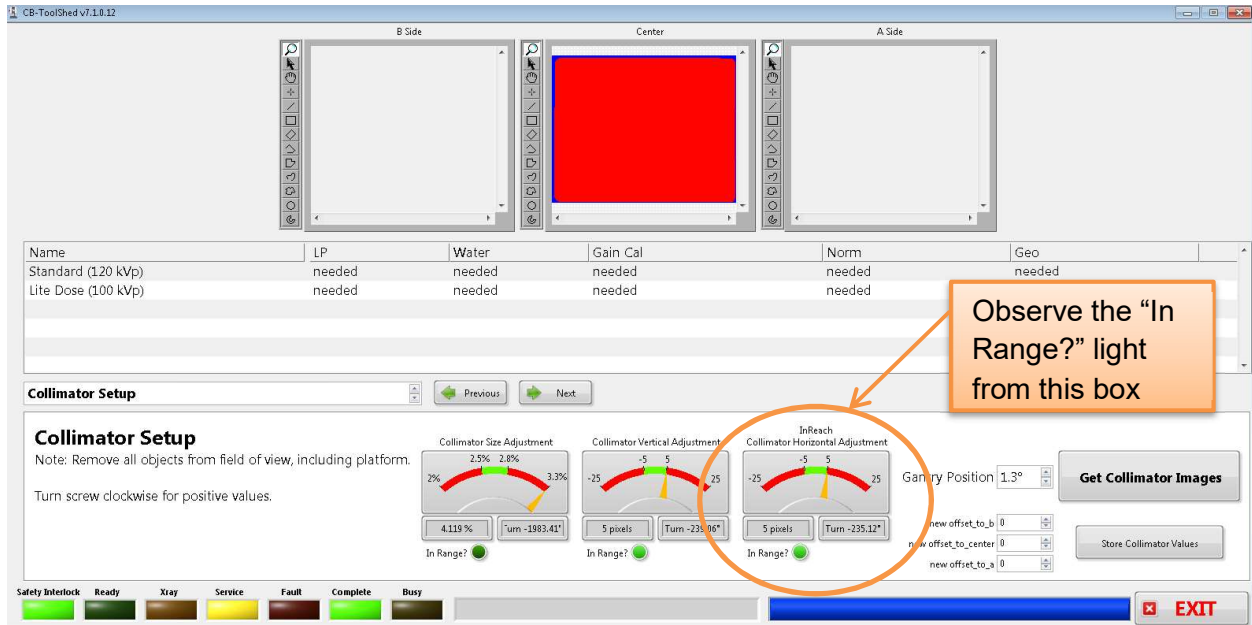 CB-ToolShed v7.1.0.12
B Side
Center
A Side
Name LP Water Gain Cal Norm Geo
Standard (120 kVp) needed needed needed needed needed
Lite Dose (100 kVp) needed needed needed needed
Observe the “In
Range?” light
from this box
Collimator Setup
Previous
Next
Collimator Setup
Note: Remove all objects from field of view, including platform.
Turn screw clockwise for positive values.
Collimator Size Adjustment
2% 2.5% 2.8% 3.3%
4.119 % Turn -1983.41°
In Range?
Collimator Vertical Adjustment
-25 -5 5 25
5 pixels Turn -239.06°
In Range?
InReach
Collimator Horizontal Adjustment
-25 -5 5 25
5 pixels Turn -235.12°
In Range?
Gantry Position 1.3°
Get Collimator Images
new offset_to_b 0
new offset_to_center 0
new offset_to_a 0
Store Collimator Values
Safety Interlock Ready Xray Service Fault Complete Busy
EXIT